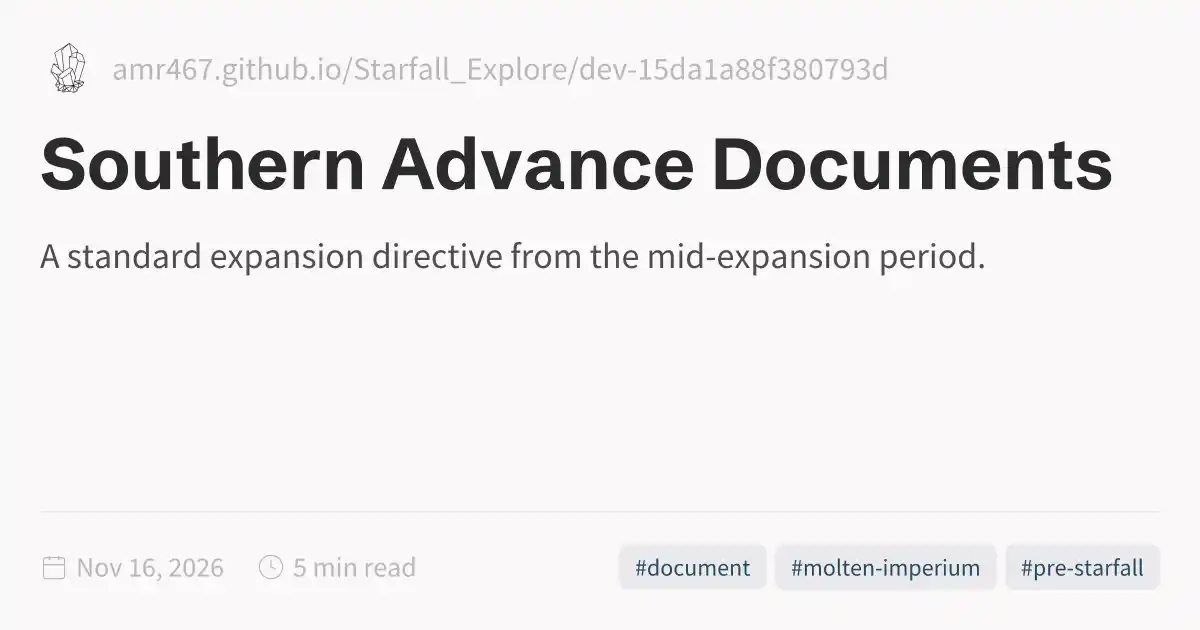 amr467.github.io/Starfall_Explore/dev-15da1a88f380793d
Southern Advance Documents
A standard expansion directive from the mid-expansion period.
Nov 16, 2026 5 min read #document #molten-imperium #pre-starfall